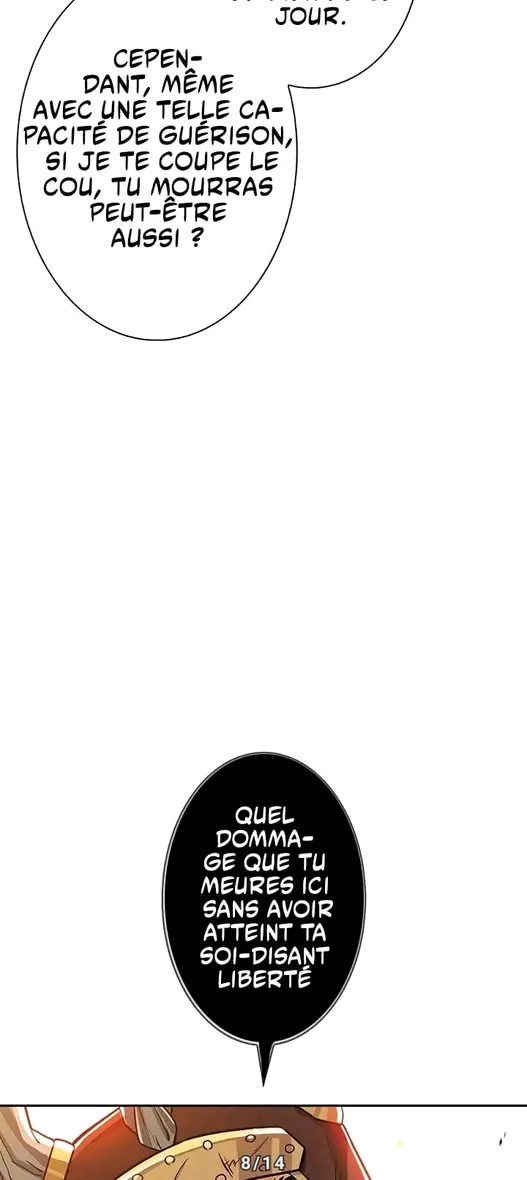 JOUR.
CEPEN-
DANT, MÊME
AVEC UNE TELLE CA-
PACITÉ DE GUÉRISON,
SI JE TE COUPE LE
COU, TU MOURRAS
PEUT-ÊTRE
AUSSI ?
QUEL
DOMMA-
GE QUE TU
MEURES ICI
SANS AVOIR
ATTEINT TA
SOI-DISANT
LIBERTÉ
8/14